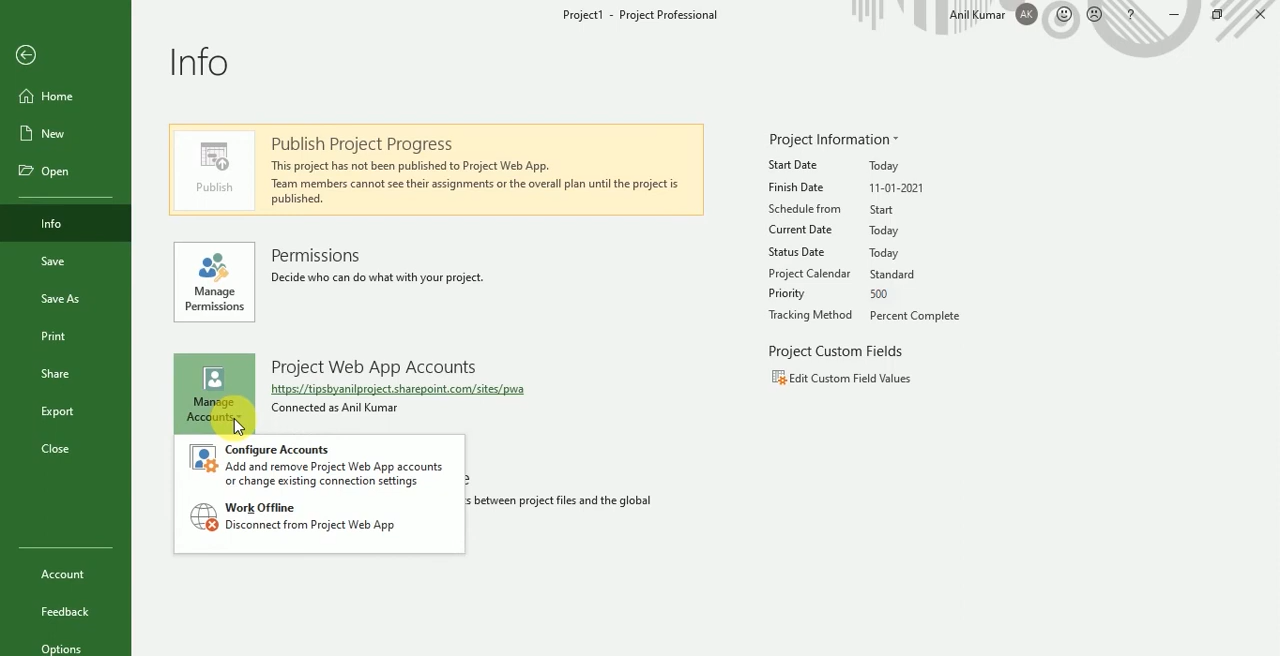 Project1 - Project Professional
Anil Kumar
AK
?
Info
Home
New
Open
Info
Save
Save As
Print
Share
Export
Close
Account
Feedback
Options
Publish
Publish Project Progress
This project has not been published to Project Web App.
Team members cannot see their assignments or the overall plan until the project is
published.
Manage
Permissions
Permissions
Decide who can do what with your project.
Manage
Accounts
Project Web App Accounts
https://tipsbyanilproject.sharepoint.com/sites/pwa
Connected as Anil Kumar
Configure Accounts
Add and remove Project Web App accounts
or change existing connection settings
Work Offline
Disconnect from Project Web App
between project files and the global
Project Information
Start Date Today
Finish Date 11-01-2021
Schedule from Start
Current Date Today
Status Date Today
Project Calendar Standard
Priority 500
Tracking Method Percent Complete
Project Custom Fields
Edit Custom Field Values